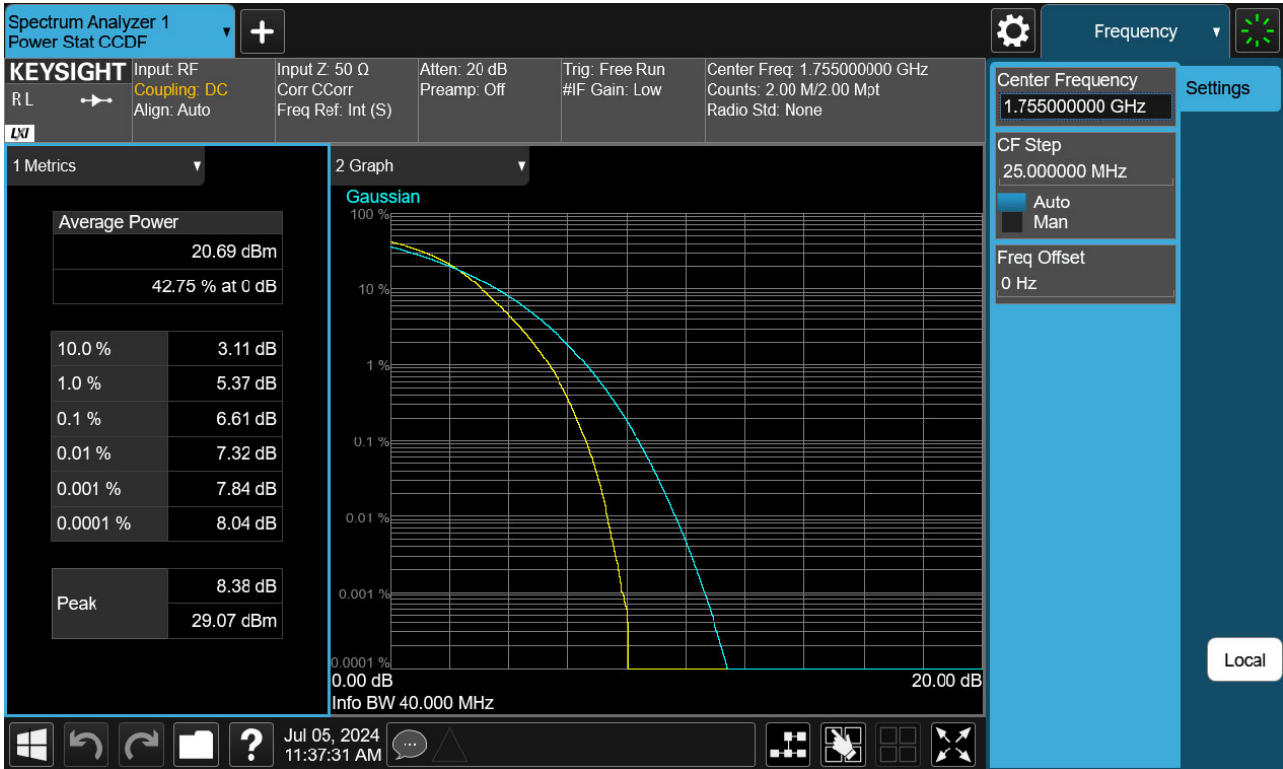 Spectrum Analyzer 1
Power Stat CCDF
Frequency
KEYSIGHT
R L
LXI
Input: RF
Coupling: DC
Align: Auto
Input Z: 50 Ω
Corr CCorr
Freq Ref: Int (S)
Atten: 20 dB
Preamp: Off
Trig: Free Run
#IF Gain: Low
Center Freq: 1.755000000 GHz
Counts: 2.00 M/2.00 Mpt
Radio Std: None
Center Frequency
1.755000000 GHz
Settings
CF Step
25.000000 MHz
Auto
Man
Freq Offset
0 Hz
Local
1 Metrics
Average Power
20.69 dBm
42.75 % at 0 dB
10.0 % 3.11 dB
1.0 % 5.37 dB
0.1 % 6.61 dB
0.01 % 7.32 dB
0.001 % 7.84 dB
0.0001 % 8.04 dB
Peak 8.38 dB
29.07 dBm
2 Graph
Gaussian
100 %
10 %
1 %
0.1 %
0.01 %
0.001 %
0.0001 %
0.00 dB 20.00 dB
Info BW 40.000 MHz
?
Jul 05, 2024
11:37:31 AM